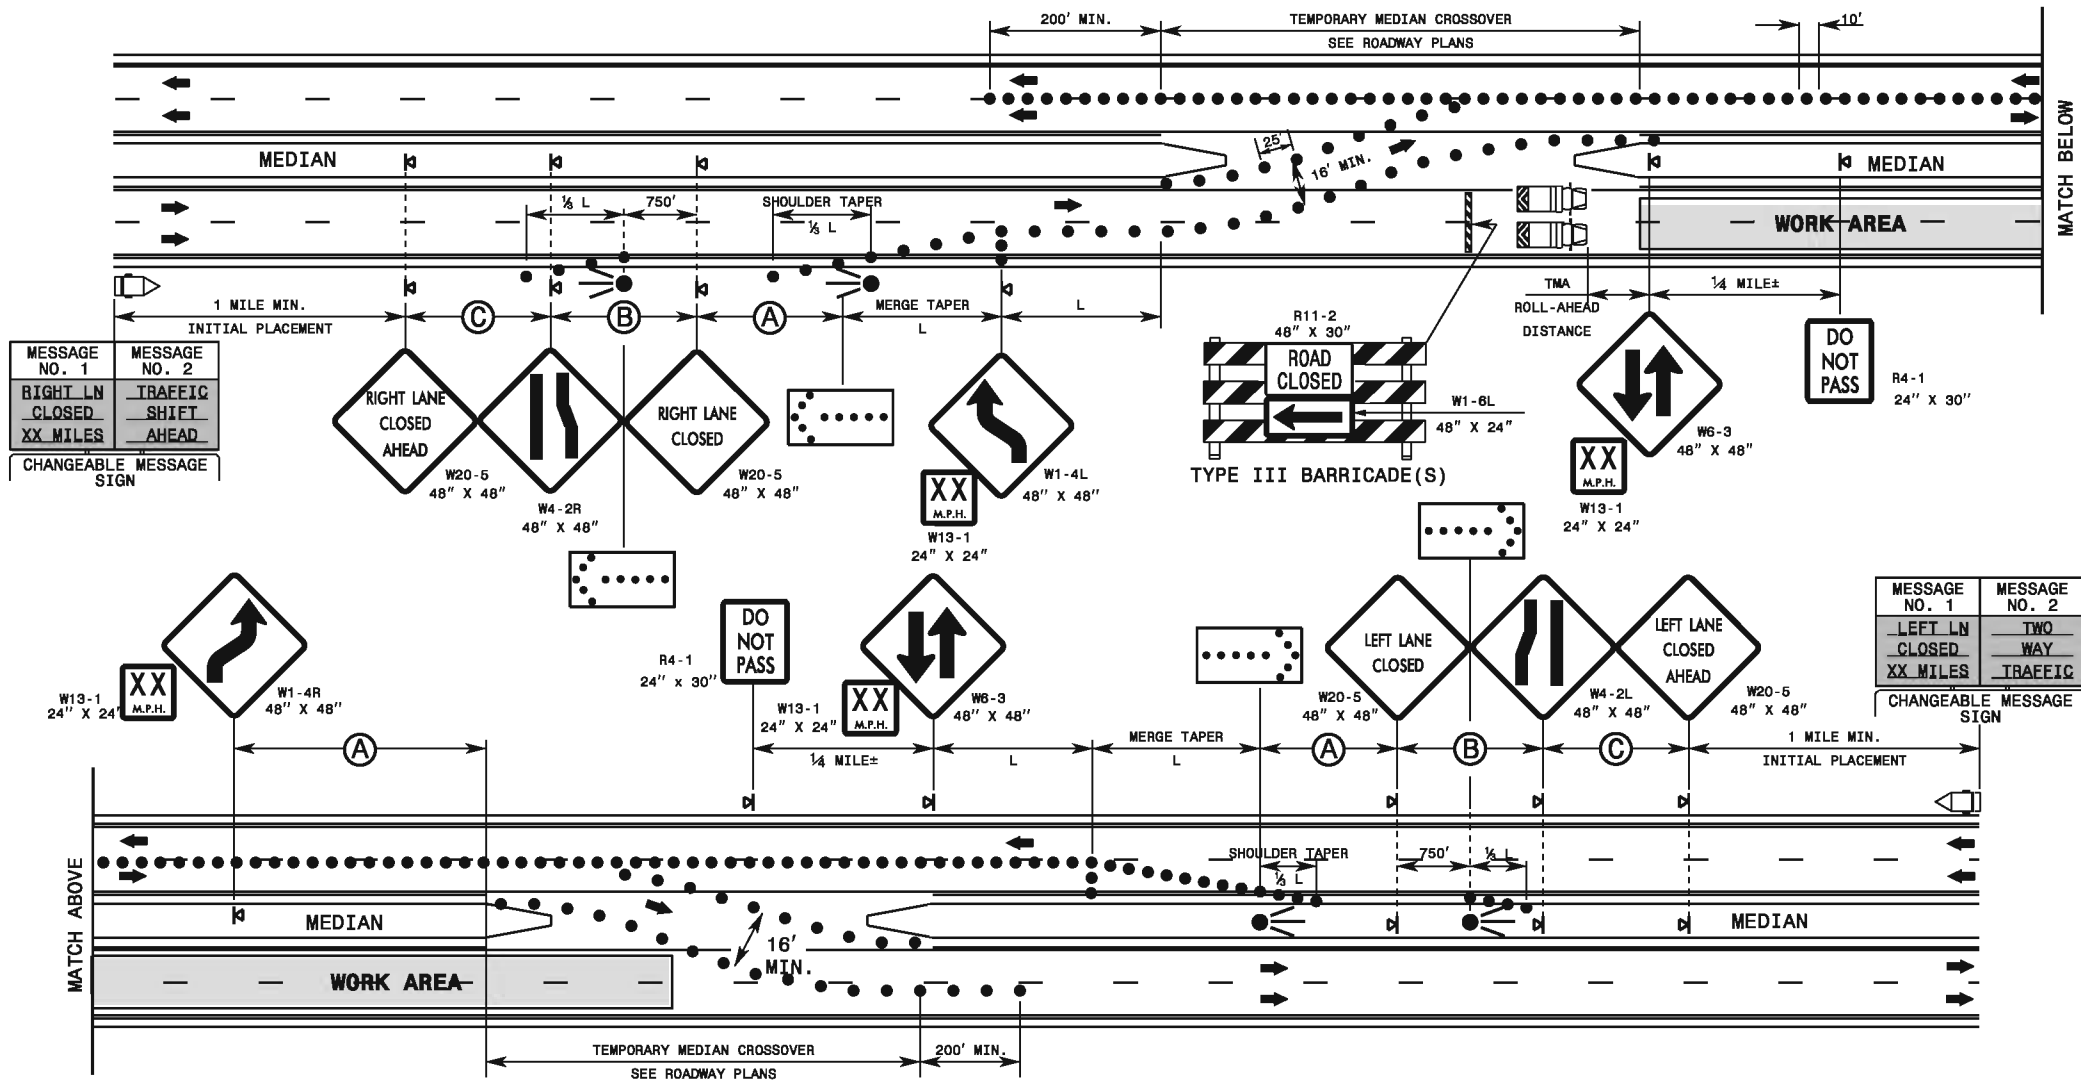 200' MIN.
TEMPORARY MEDIAN CROSSOVER
SEE ROADWAY PLANS
10'
MATCH BELOW
MEDIAN
25'
16' MIN.
MEDIAN
⅓ L
750'
SHOULDER TAPER
⅓ L
WORK AREA
1 MILE MIN.
INITIAL PLACEMENT
C
B
A
MERGE TAPER
L
L
TMA
ROLL-AHEAD
DISTANCE
¼ MILE±
MESSAGE NO. 1
MESSAGE NO. 2
RIGHT LN
CLOSED
XX MILES
TRAFFIC
SHIFT
AHEAD
CHANGEABLE MESSAGE
SIGN
RIGHT LANE
CLOSED
AHEAD
W20-5
48" X 48"
W4-2R
48" X 48"
RIGHT LANE
CLOSED
W20-5
48" X 48"
XX
M.P.H.
W13-1
24" X 24"
W1-4L
48" X 48"
R11-2
48" X 30"
ROAD
CLOSED
W1-6L
48" X 24"
TYPE III BARRICADE(S)
XX
M.P.H.
W13-1
24" X 24"
W6-3
48" X 48"
DO
NOT
PASS
R4-1
24" X 30"
W13-1
24" X 24"
XX
M.P.H.
W1-4R
48" X 48"
DO
NOT
PASS
R4-1
24" x 30"
W13-1
24" X 24"
XX
M.P.H.
W6-3
48" X 48"
LEFT LANE
CLOSED
W20-5
48" X 48"
W4-2L
48" X 48"
LEFT LANE
CLOSED
AHEAD
W20-5
48" X 48"
MESSAGE NO. 1
MESSAGE NO. 2
LEFT LN
CLOSED
XX MILES
TWO
WAY
TRAFFIC
CHANGEABLE MESSAGE
SIGN
A
¼ MILE±
L
MERGE TAPER
L
A
B
C
1 MILE MIN.
INITIAL PLACEMENT
MATCH ABOVE
SHOULDER TAPER
⅓ L
750'
⅓ L
MEDIAN
16'
MIN.
MEDIAN
WORK AREA
TEMPORARY MEDIAN CROSSOVER
SEE ROADWAY PLANS
200' MIN.